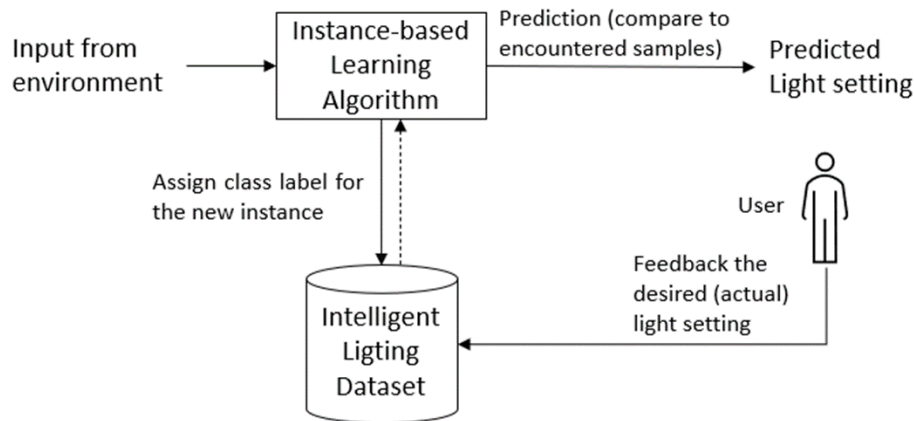 Input from
environment
Instance-based
Learning
Algorithm
Prediction (compare to
encountered samples)
Predicted
Light setting
Assign class label for
the new instance
User
Feedback the
desired (actual)
light setting
Intelligent
Ligting
Dataset